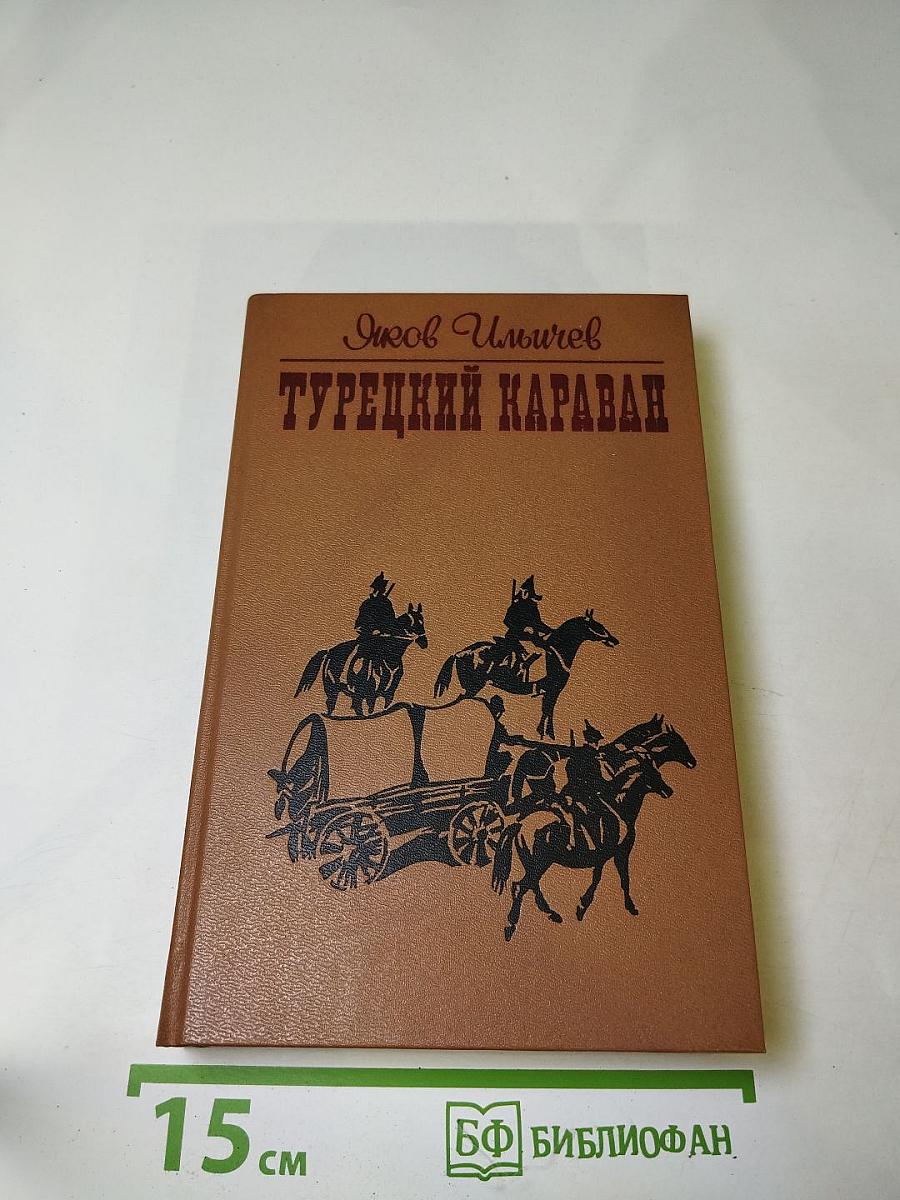 Яков Ильичев
ТУРЕЦКИЙ КАРАВАН
15 см
БФ БИБЛИОФАН